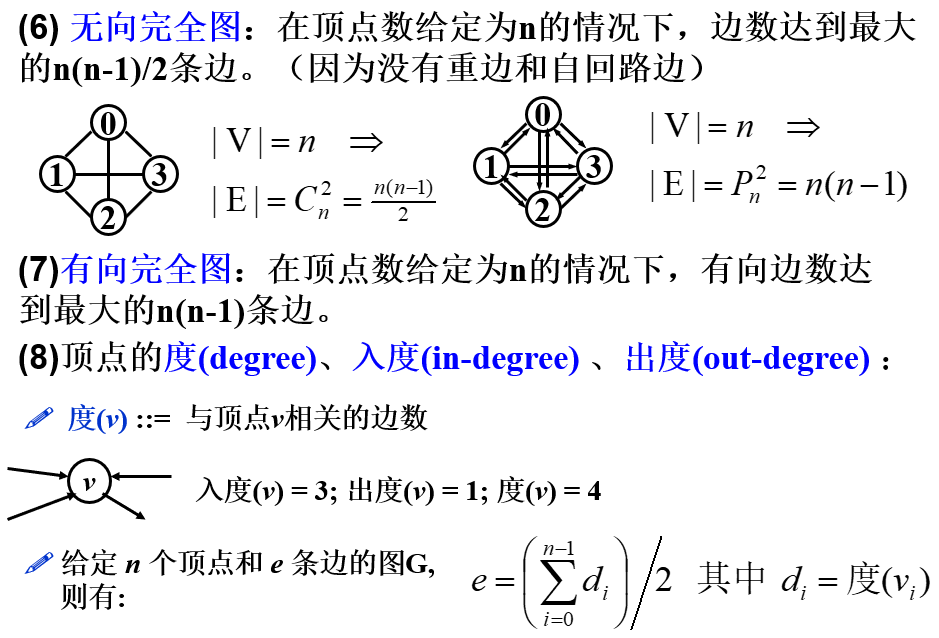 (6) 无向完全图：在顶点数给定为n的情况下，边数达到最大
的n(n-1)/2条边。（因为没有重边和自回路边）
0
1
3
2
| V |= n ⇒
| E |= C_n^2 = n(n−1)/2
0
1
3
2
| V |= n ⇒
| E |= P_n^2 = n(n−1)
(7)有向完全图：在顶点数给定为n的情况下，有向边数达
到最大的n(n-1)条边。
(8)顶点的度(degree)、入度(in-degree) 、出度(out-degree)：
度(v) ::= 与顶点v相关的边数
v
入度(v) = 3; 出度(v) = 1; 度(v) = 4
给定 n 个顶点和 e 条边的图G,
则有:
e = (∑_{i=0}^{n−1} d_i) / 2 其中 d_i = 度(v_i)